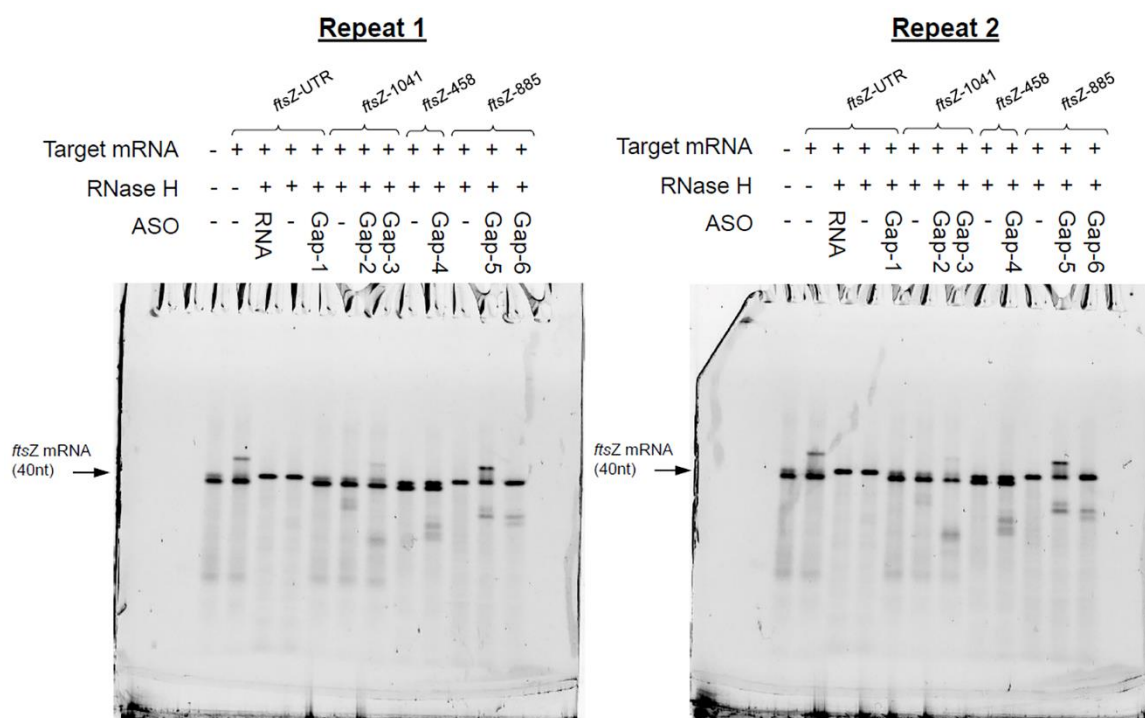 Repeat 1
ftsZ-UTR ftsZ-1041 ftsZ-458 ftsZ-885
Target mRNA - + + + + + + + + + + + +
RNase H - - + + + + + + + + + + +
ASO - - RNA - Gap-1 - Gap-2 Gap-3 - Gap-4 - Gap-5 Gap-6
ftsZ mRNA
(40nt)
Repeat 2
ftsZ-UTR ftsZ-1041 ftsZ-458 ftsZ-885
Target mRNA - + + + + + + + + + + + +
RNase H - - + + + + + + + + + + +
ASO - - RNA - Gap-1 - Gap-2 Gap-3 - Gap-4 - Gap-5 Gap-6
ftsZ mRNA
(40nt)